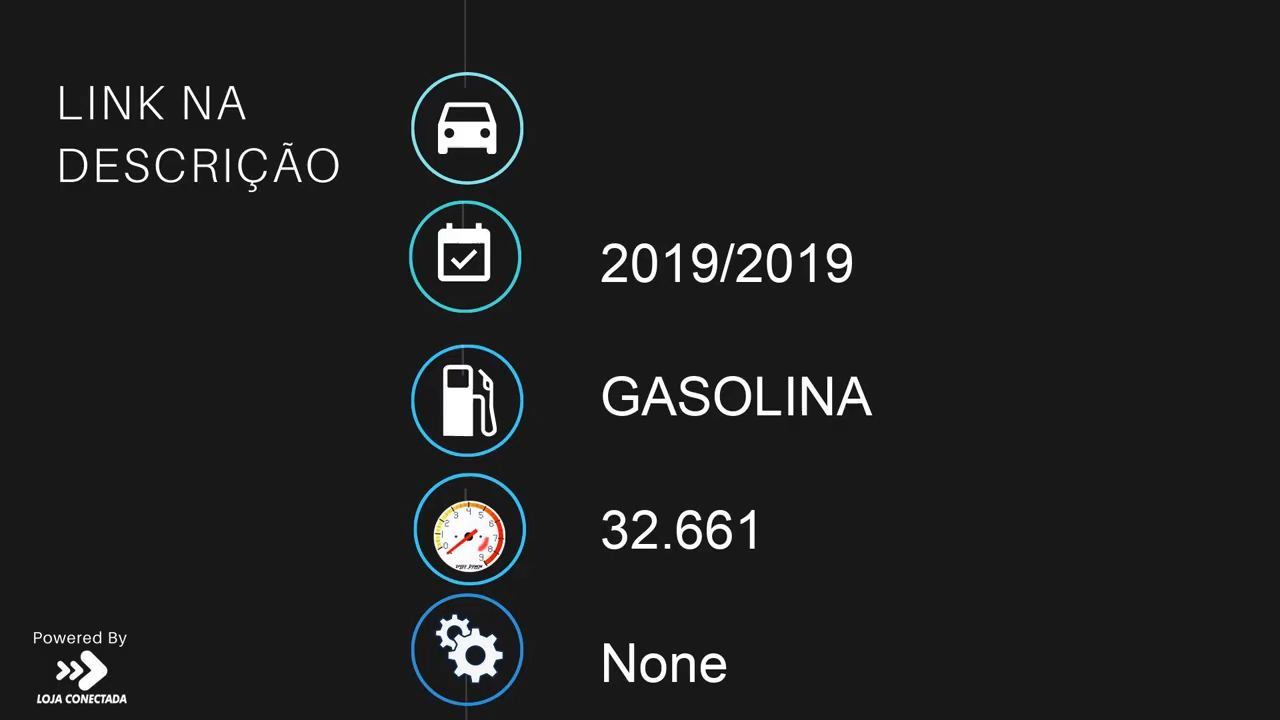 LINK NA
DESCRIÇÃO
2019/2019
GASOLINA
32.661
None
Powered By
LOJA CONECTADA